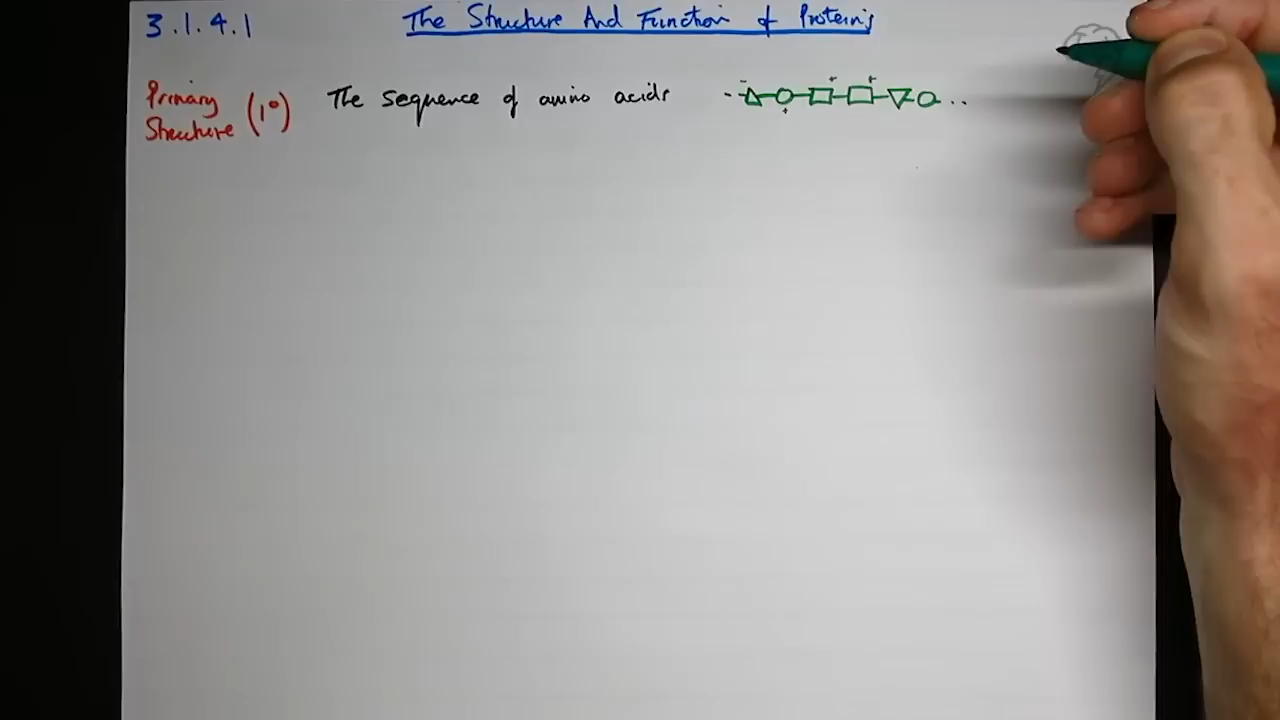 3.1.4.1 The Structure And Function of Proteins
Primary Structure (1°) The sequence of amino acids